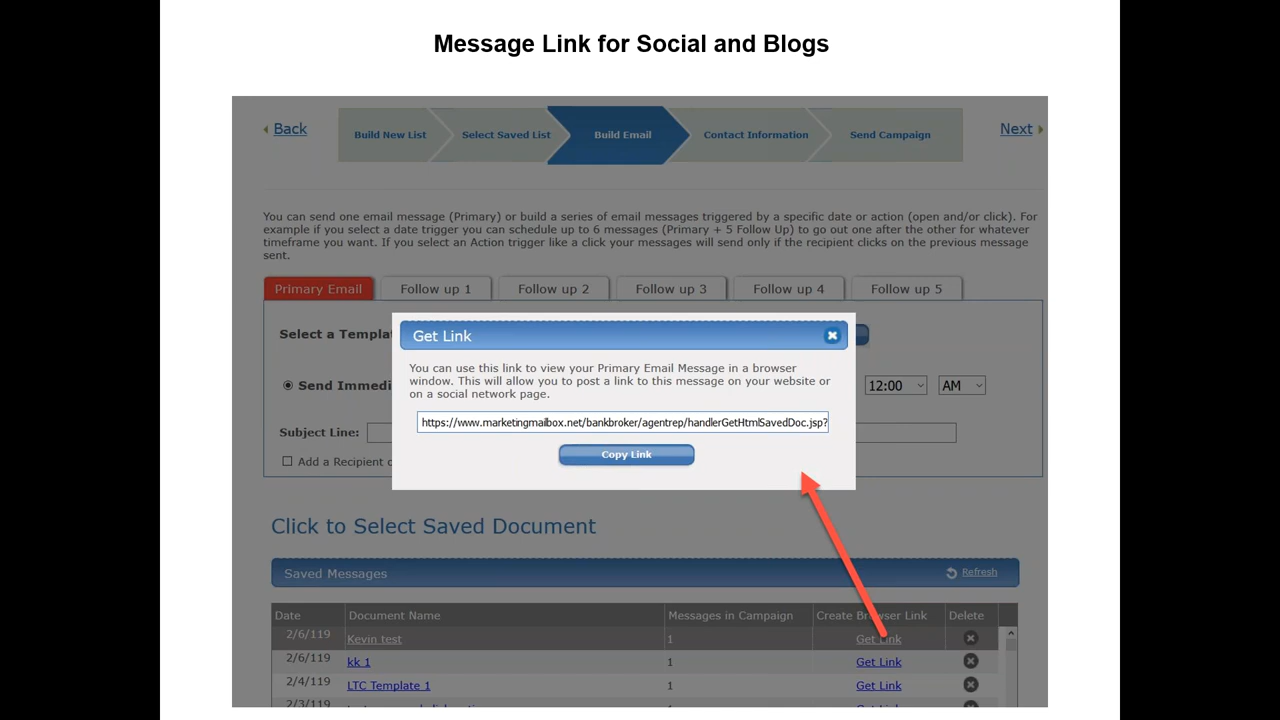 Message Link for Social and Blogs
Back
Build New List
Select Saved List
Build Email
Contact Information
Send Campaign
Next
You can send one email message (Primary) or build a series of email messages triggered by a specific date or action (open and/or click). For
example if you select a date trigger you can schedule up to 6 messages (Primary + 5 Follow Up) to go out one after the other for whatever
timeframe you want. If you select an Action trigger like a click your messages will send only if the recipient clicks on the previous message
sent.
Primary Email
Follow up 1
Follow up 2
Follow up 3
Follow up 4
Follow up 5
Select a
Get Link
You can use this link to view your Primary Email Message in a browser
window. This will allow you to post a link to this message on your website or
on a social network page.
https://www.marketingmailbox.net/bankbroker/agentrep/handlerGetHtmlSavedDoc.jsp?
Copy Link
Send
12:00
AM
Subject Line:
Add a Recipient
Click to Select Saved Document
Saved Messages
Refresh
Date
Document Name
Messages in Campaign
Create Browser Link
Delete
2/6/119
Kevin test
1
Get Link
2/6/119
kk 1
1
Get Link
2/4/119
LTC Template 1
1
Get Link